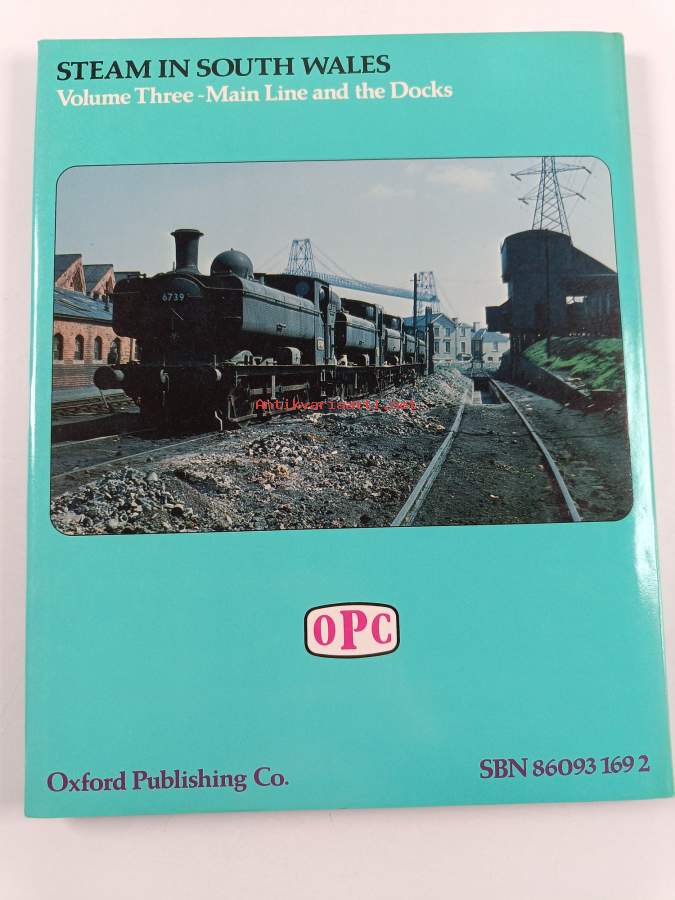 STEAM IN SOUTH WALES
Volume Three-Main Line and the Docks
6739
Antikvariaatti.net
OPC
Oxford Publishing Co.
SBN 86093 169 2